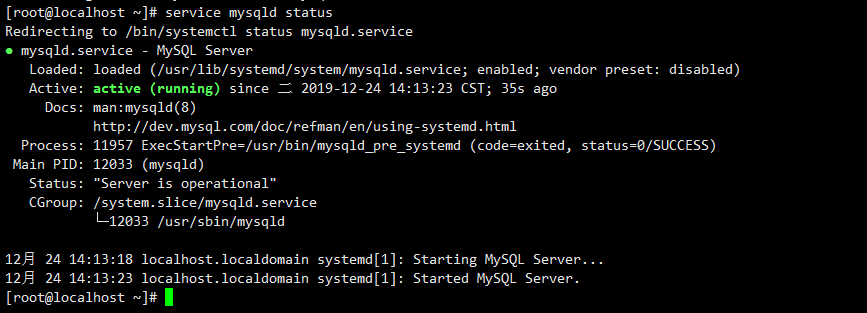 [root@localhost ~]# service mysqld status
Redirecting to /bin/systemctl status mysqld.service
● mysqld.service - MySQL Server
   Loaded: loaded (/usr/lib/systemd/system/mysqld.service; enabled; vendor preset: disabled)
   Active: active (running) since 二 2019-12-24 14:13:23 CST; 35s ago
     Docs: man:mysqld(8)
           http://dev.mysql.com/doc/refman/en/using-systemd.html
  Process: 11957 ExecStartPre=/usr/bin/mysqld_pre_systemd (code=exited, status=0/SUCCESS)
 Main PID: 12033 (mysqld)
   Status: "Server is operational"
   CGroup: /system.slice/mysqld.service
           └─12033 /usr/sbin/mysqld

12月 24 14:13:18 localhost.localdomain systemd[1]: Starting MySQL Server...
12月 24 14:13:23 localhost.localdomain systemd[1]: Started MySQL Server.
[root@localhost ~]#